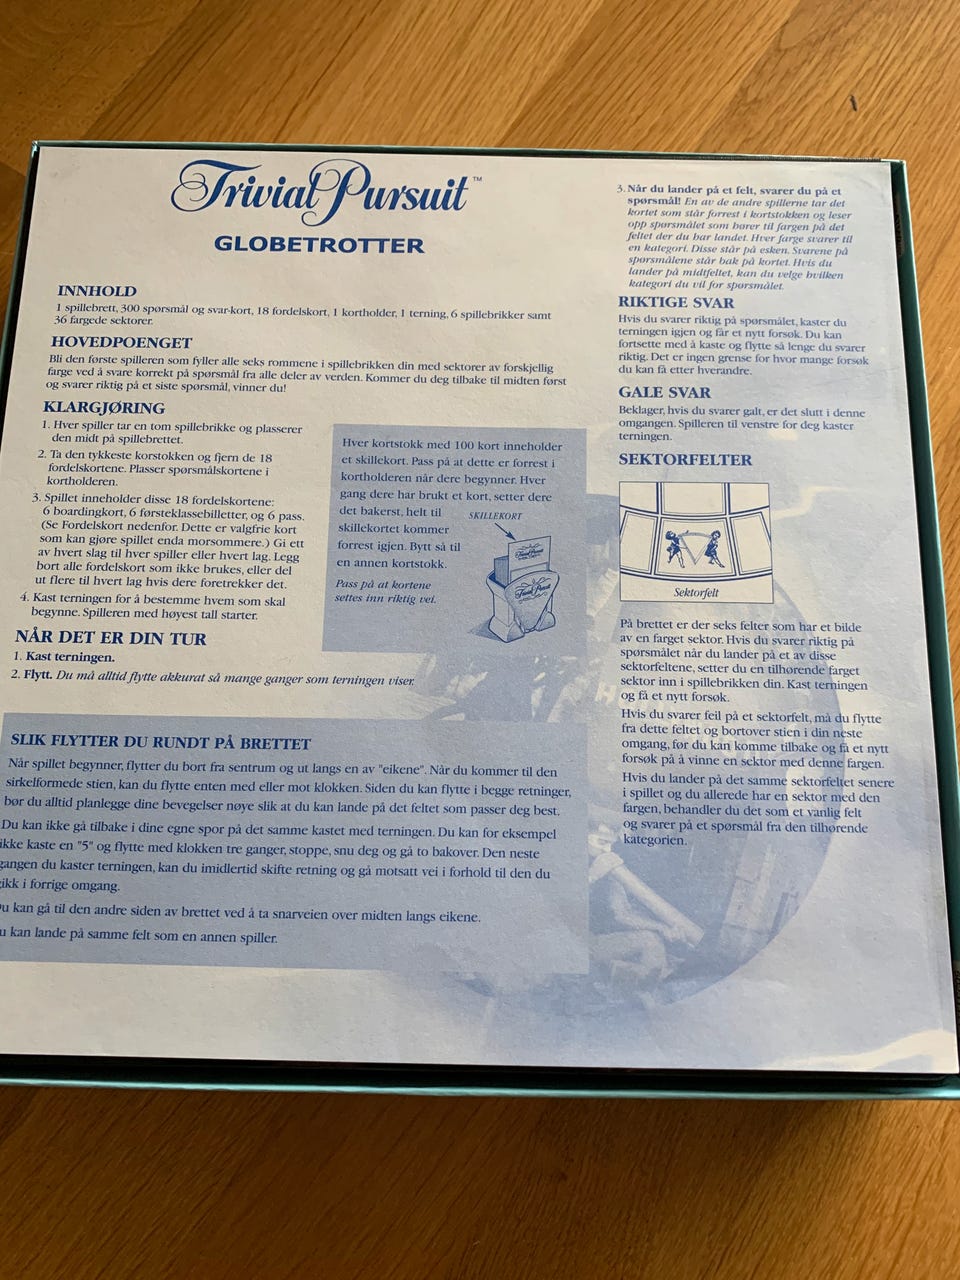 Trivial Pursuit™
GLOBETROTTER
INNHOLD
1 spillebrett, 300 spørsmål og svar-kort, 18 fordelskort, 1 kortholder, 1 terning, 6 spillebrikker samt
36 fargede sektorer.
HOVEDPOENGET
Bli den første spilleren som fyller alle seks rommene i spillebrikken din med sektorer av forskjellig
farge ved å svare korrekt på spørsmål fra alle deler av verden. Kommer du deg tilbake til midten først
og svarer riktig på et siste spørsmål, vinner du!
KLARGJØRING
1. Hver spiller tar en tom spillebrikke og plasserer
den midt på spillebrettet.
2. Ta den tykkeste korstokken og fjern de 18
fordelskortene. Plasser spørsmålskortene i
kortholderen.
3. Spillet inneholder disse 18 fordelskortene:
6 boardingkort, 6 førsteklassebilletter, og 6 pass.
(Se Fordelskort nedenfor. Dette er valgfrie kort
som kan gjøre spillet enda morsommere.) Gi ett
av hvert slag til hver spiller eller hvert lag. Legg
bort alle fordelskort som ikke brukes, eller del
ut flere til hvert lag hvis dere foretrekker det.
4. Kast terningen for å bestemme hvem som skal
begynne. Spilleren med høyest tall starter.
Hver kortstokk med 100 kort inneholder
et skillekort. Pass på at dette er forrest i
kortholderen når dere begynner. Hver
gang dere har brukt et kort, setter dere
det bakerst, helt til
skillekortet kommer
forrest igjen. Bytt så til
en annen kortstokk.
Pass på at kortene
settes inn riktig vei.
SKILLEKORT
Trivial Pursuit
Trivial Pursuit
NÅR DET ER DIN TUR
1. Kast terningen.
2. Flytt. Du må alltid flytte akkurat så mange ganger som terningen viser.
SLIK FLYTTER DU RUNDT PÅ BRETTET
Når spillet begynner, flytter du bort fra sentrum og ut langs en av "eikene". Når du kommer til den
sirkelformede stien, kan du flytte enten med eller mot klokken. Siden du kan flytte i begge retninger,
bør du alltid planlegge dine bevegelser nøye slik at du kan lande på det feltet som passer deg best.
Du kan ikke gå tilbake i dine egne spor på det samme kastet med terningen. Du kan for eksempel
ikke kaste en "5" og flytte med klokken tre ganger, stoppe, snu deg og gå to bakover. Den neste
gangen du kaster terningen, kan du imidlertid skifte retning og gå motsatt vei i forhold til den du
gikk i forrige omgang.
Du kan gå til den andre siden av brettet ved å ta snarveien over midten langs eikene.
u kan lande på samme felt som en annen spiller.
3. Når du lander på et felt, svarer du på et
spørsmål! En av de andre spillerne tar det
kortet som står forrest i kortstokken og leser
opp spørsmålet som hører til fargen på det
feltet der du har landet. Hver farge svarer til
en kategori. Disse står på esken. Svarene på
spørsmålene står bak på kortet. Hvis du
lander på midtfeltet, kan du velge hvilken
kategori du vil for spørsmålet.
RIKTIGE SVAR
Hvis du svarer riktig på spørsmålet, kaster du
terningen igjen og får et nytt forsøk. Du kan
fortsette med å kaste og flytte så lenge du svarer
riktig. Det er ingen grense for hvor mange forsøk
du kan få etter hverandre.
GALE SVAR
Beklager, hvis du svarer galt, er det slutt i denne
omgangen. Spilleren til venstre for deg kaster
terningen.
SEKTORFELTER
Sektorfelt
På brettet er der seks felter som har et bilde
av en farget sektor. Hvis du svarer riktig på
spørsmålet når du lander på et av disse
sektorfeltene, setter du en tilhørende farget
sektor inn i spillebrikken din. Kast terningen
og få et nytt forsøk.
Hvis du svarer feil på et sektorfelt, må du flytte
fra dette feltet og bortover stien i din neste
omgang, før du kan komme tilbake og få et nytt
forsøk på å vinne en sektor med denne fargen.
Hvis du lander på det samme sektorfeltet senere
i spillet og du allerede har en sektor med den
fargen, behandler du det som et vanlig felt
og svarer på et spørsmål fra den tilhørende
kategorien.